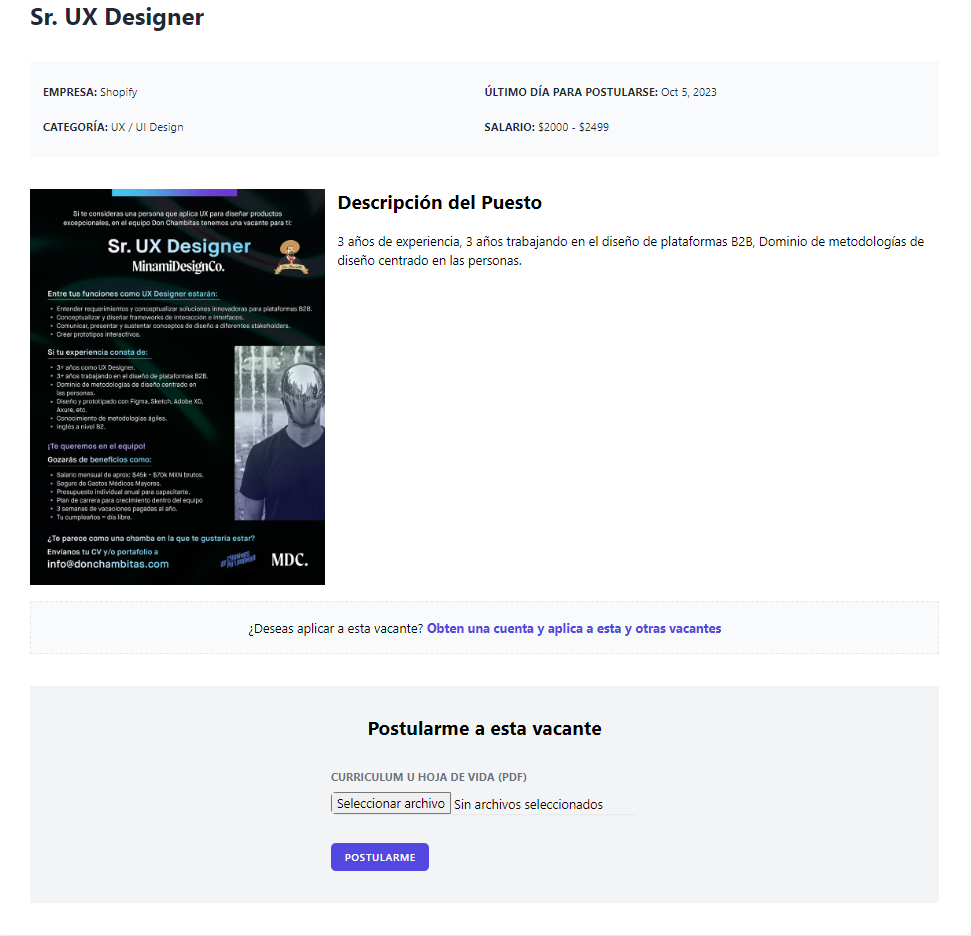 Sr. UX Designer
EMPRESA: Shopify
ÚLTIMO DÍA PARA POSTULARSE: Oct 5, 2023
CATEGORÍA: UX / UI Design
SALARIO: $2000 - $2499
Si te consideras una persona que aplica UX para diseñar productos
excepcionales, en el equipo Don Chambitas tenemos una vacante para ti:
Sr. UX Designer
MinamiDesignCo.
Entre tus funciones como UX Designer estarán:
• Entender requerimientos y conceptualizar soluciones innovadoras para plataformas B2B.
• Conceptualizar y diseñar frameworks de interacción e interfaces.
• Comunicar, presentar y sustentar conceptos de diseño a diferentes stakeholders.
• Crear prototipos interactivos.
Si tu experiencia consta de:
• 3+ años como UX Designer.
• 3+ años trabajando en el diseño de plataformas B2B.
• Dominio de metodologías de diseño centrado en
las personas.
• Diseño y prototipado con Figma, Sketch, Adobe XD,
Axure, etc.
• Conocimiento de metodologías ágiles.
• Inglés a nivel B2.
¡Te queremos en el equipo!
Gozarás de beneficios como:
• Salario mensual de aprox: $45k - $70k MXN brutos.
• Seguro de Gastos Médicos Mayores.
• Presupuesto individual anual para capacitarte.
• Plan de carrera para crecimiento dentro del equipo
• 3 semanas de vacaciones pagadas al año.
• Tu cumpleaños = día libre.
¿Te parece como una chamba en la que te gustaría estar?
Envíanos tu CV y/o portafolio a
info@donchambitas.com
MDC.
Descripción del Puesto
3 años de experiencia, 3 años trabajando en el diseño de plataformas B2B, Dominio de metodologías de
diseño centrado en las personas.
¿Deseas aplicar a esta vacante? Obten una cuenta y aplica a esta y otras vacantes
Postularme a esta vacante
CURRICULUM U HOJA DE VIDA (PDF)
Seleccionar archivo Sin archivos seleccionados
POSTULARME